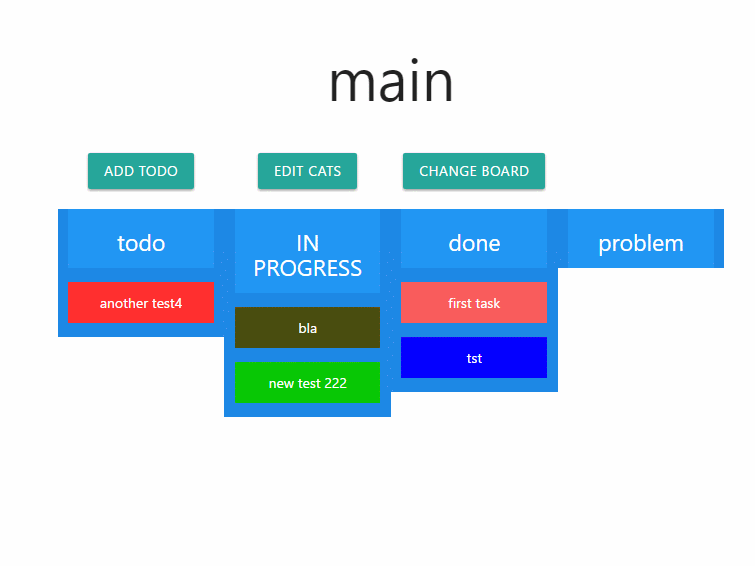 main
ADD TODO
EDIT CATS
CHANGE BOARD
todo
another test4
IN
PROGRESS
bla
new test 222
done
first task
tst
problem